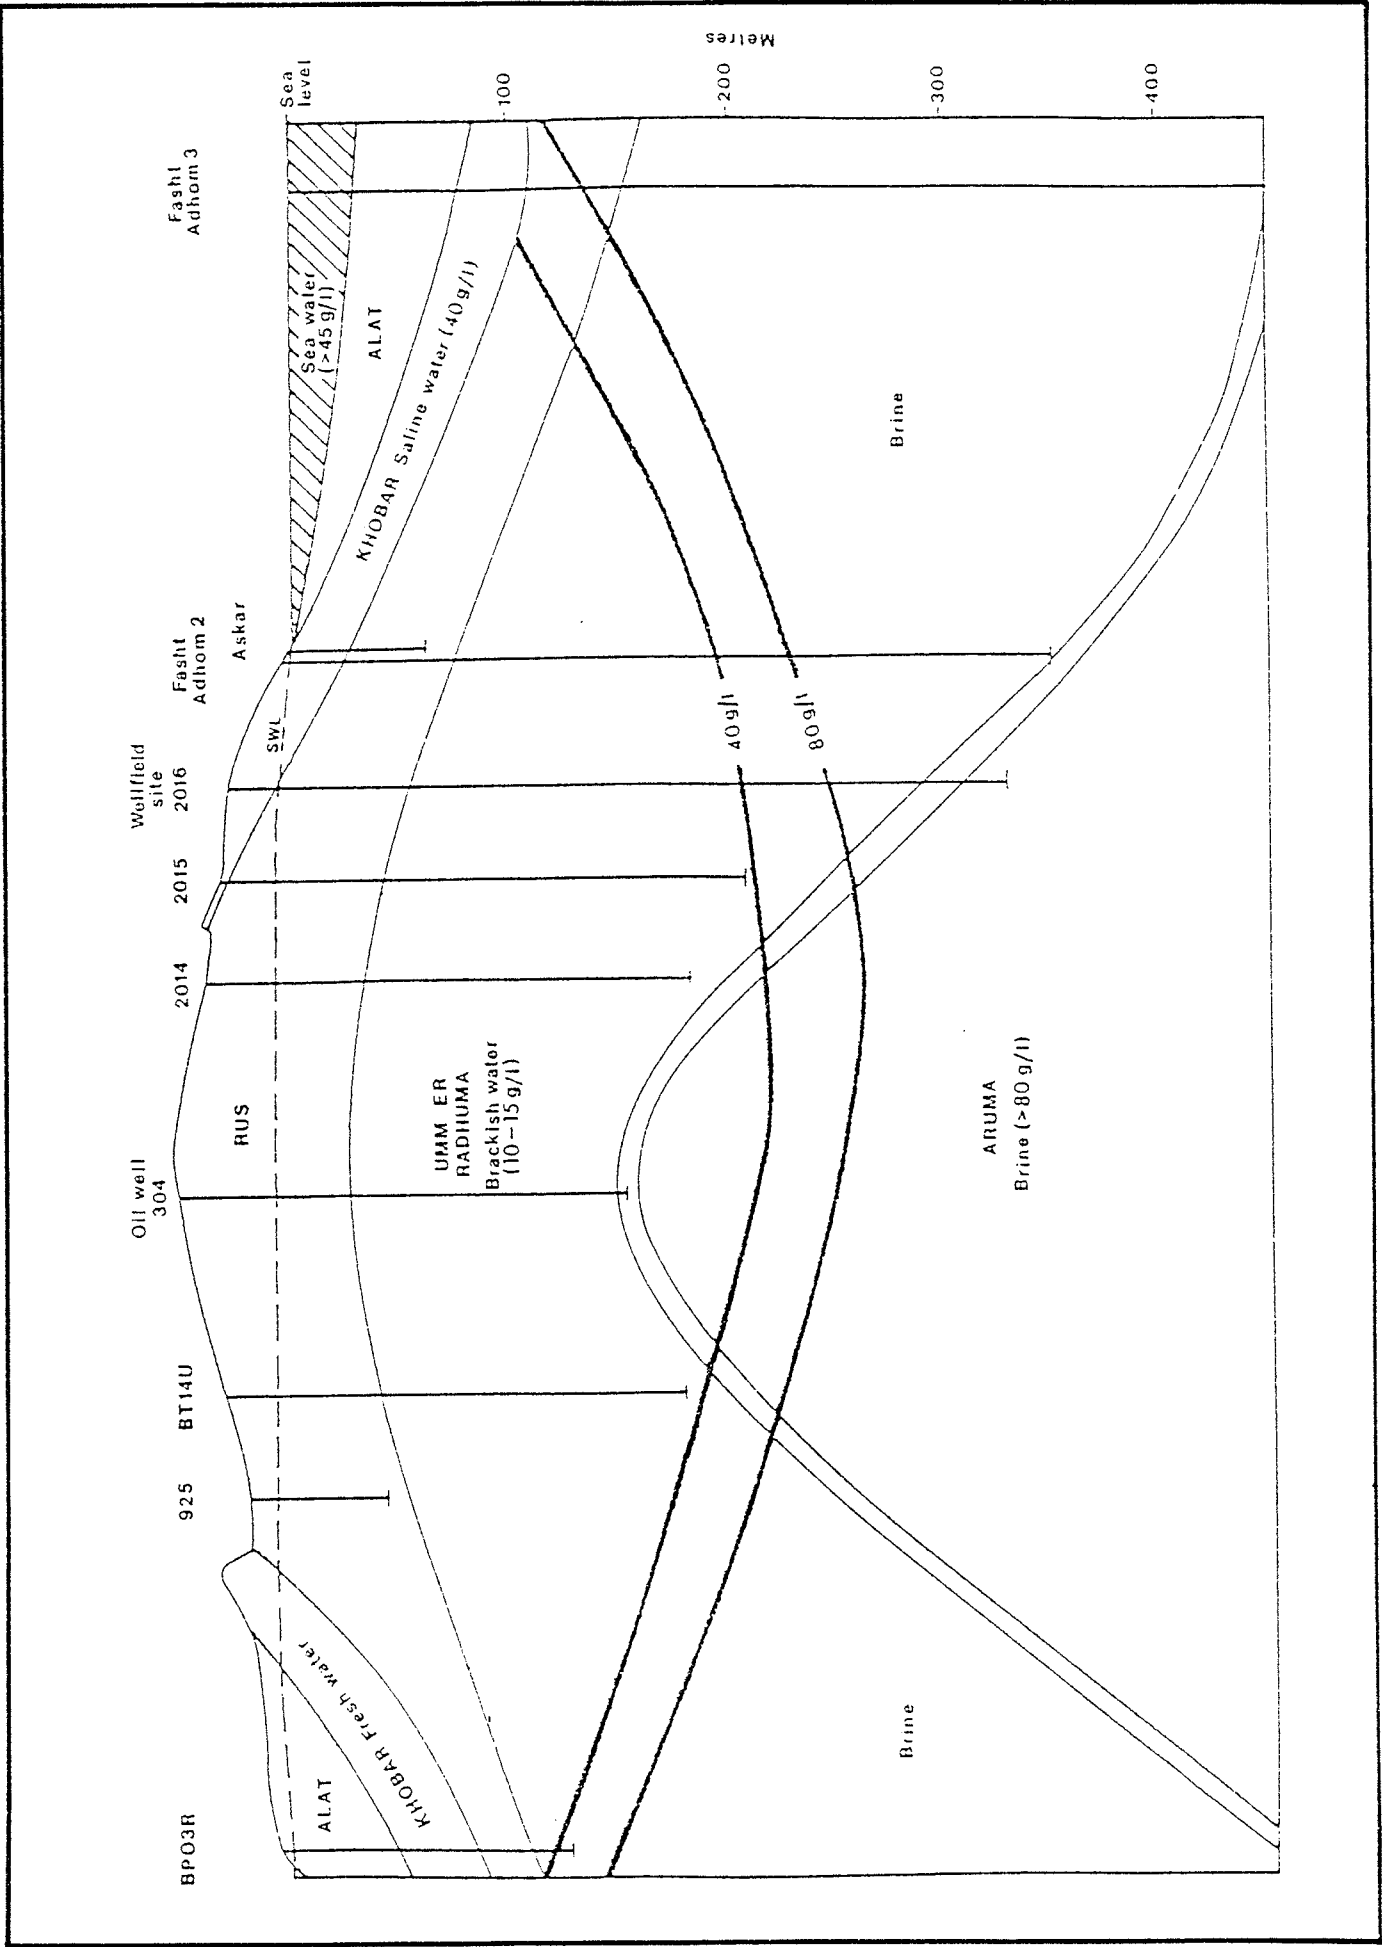 BPO3R
925
BT14U
Oil well
304
2014
2015
Wellfield
site
2016
Fasht
Adhom 2
Askar
Fasht
Adhom 3
Sea
level
-100
-200
-300
-400
Metres
SWL
Sea water
(>45 g/l)
ALAT
KHOBAR Fresh water
RUS
ALAT
KHOBAR Saline water (40g/l)
UMM ER
RADHUMA
Brackish water
(10-15 g/l)
40g/l
80g/l
Brine
ARUMA
Brine (>80 g/l)
Brine